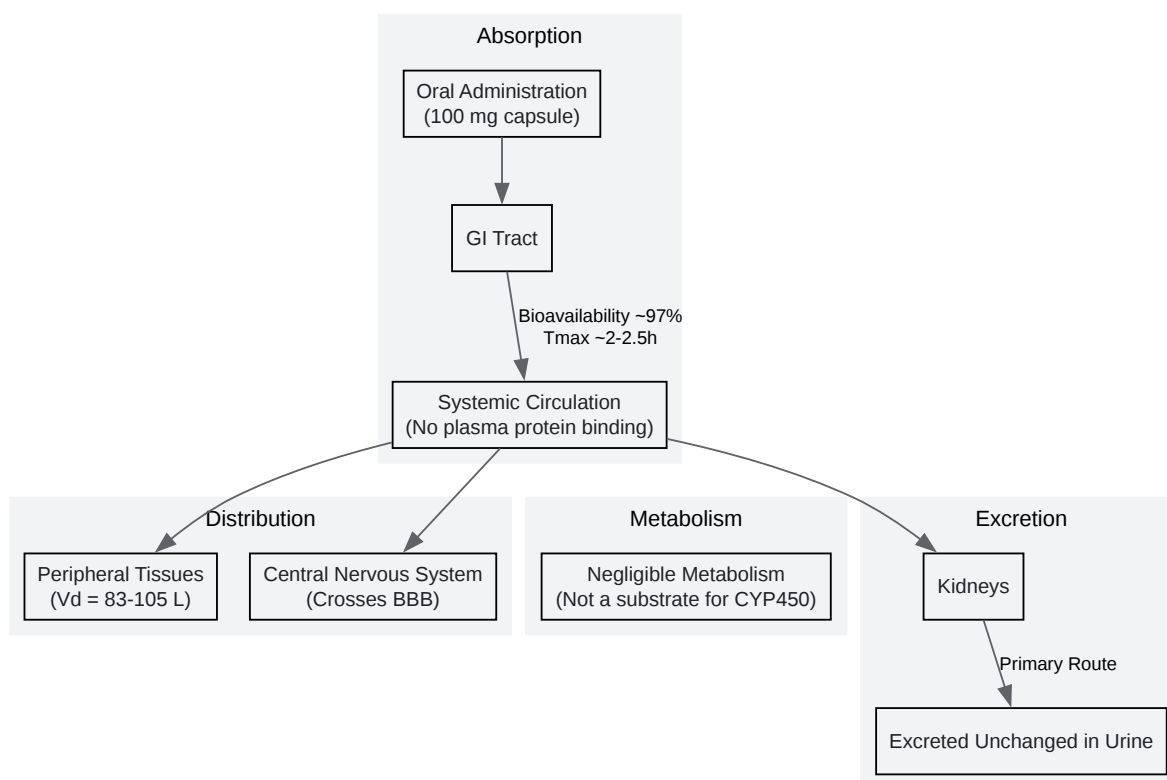 Absorption
Oral Administration
(100 mg capsule)
GI Tract
Bioavailability ~97%
Tmax ~2-2.5h
Systemic Circulation
(No plasma protein binding)
Distribution
Peripheral Tissues
(Vd = 83-105 L)
Central Nervous System
(Crosses BBB)
Metabolism
Negligible Metabolism
(Not a substrate for CYP450)
Excretion
Kidneys
Primary Route
Excreted Unchanged in Urine